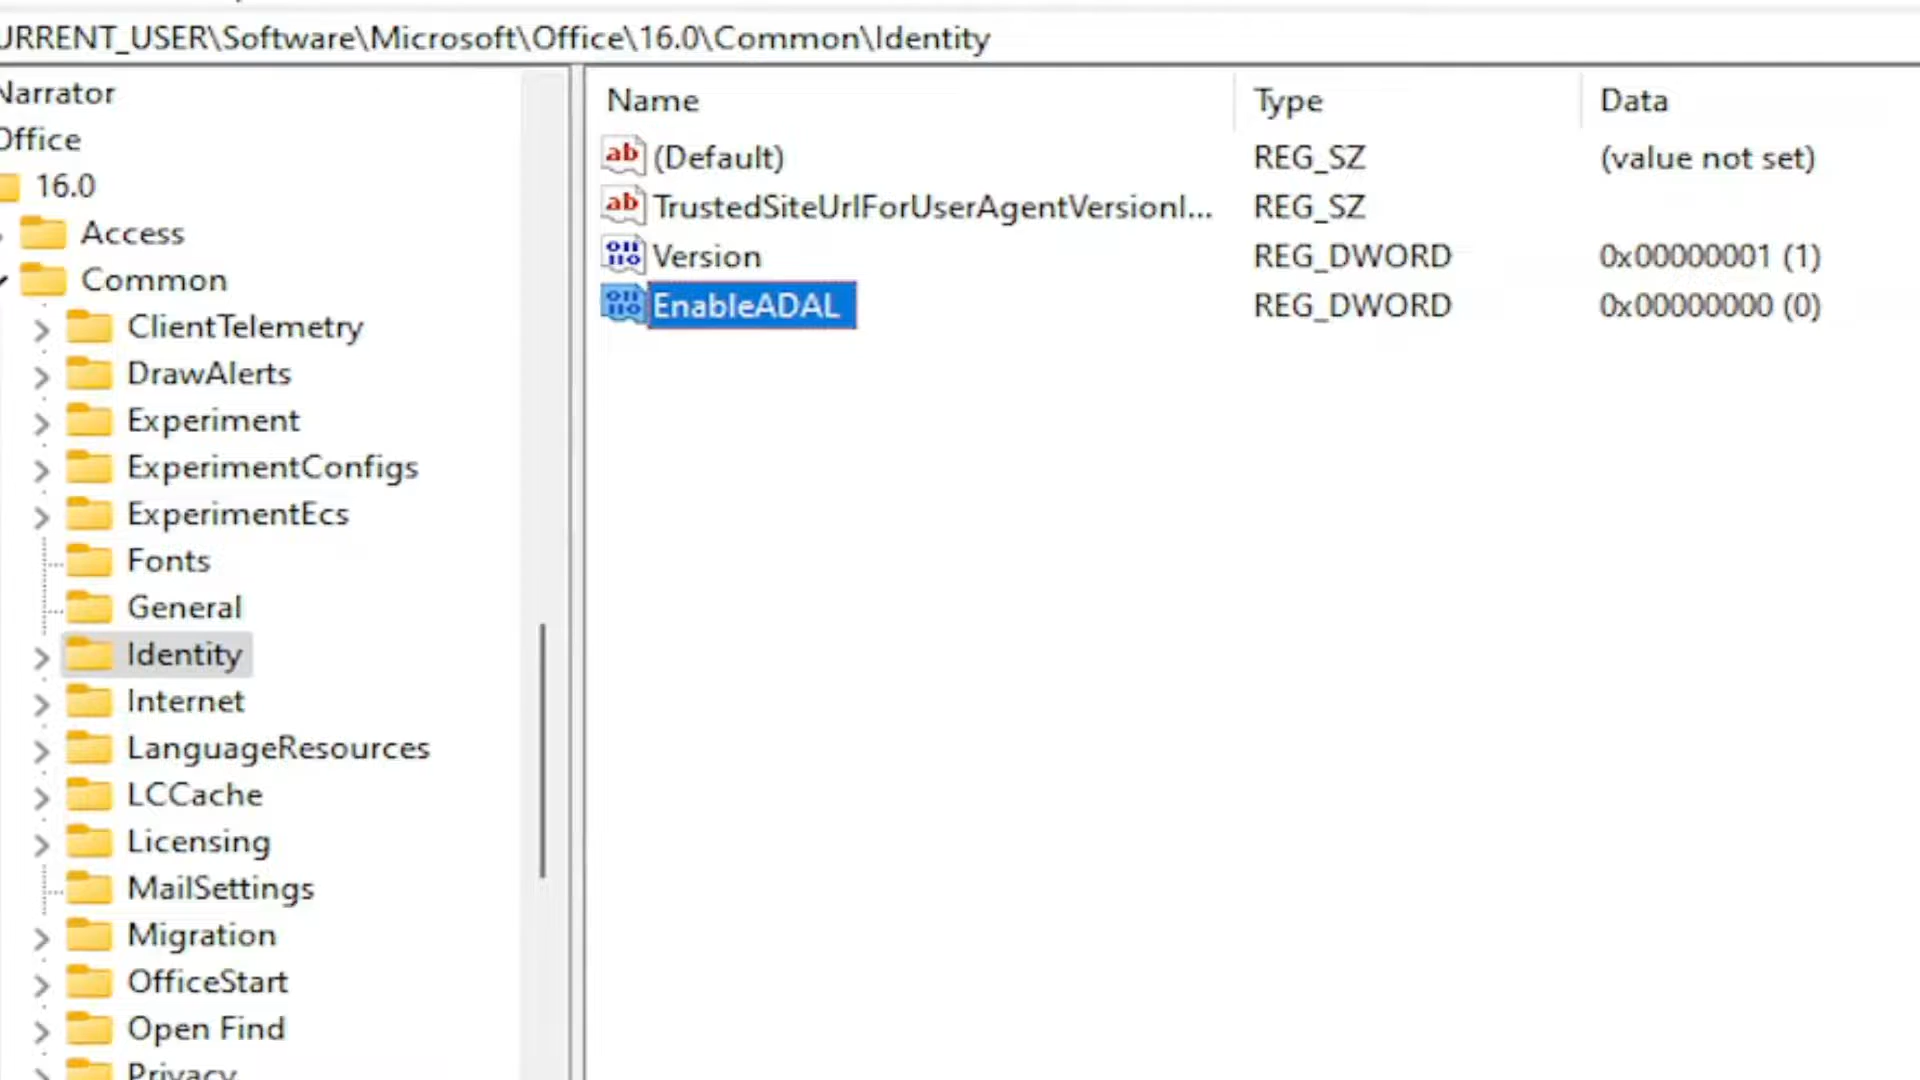 URRENT_USER\Software\Microsoft\Office\16.0\Common\Identity
Narrator
Office
16.0
Access
Common
ClientTelemetry
DrawAlerts
Experiment
ExperimentConfigs
ExperimentEcs
Fonts
General
Identity
Internet
LanguageResources
LCCache
Licensing
MailSettings
Migration
OfficeStart
Open Find
Privacy
Name Type Data
(Default) REG_SZ (value not set)
TrustedSiteUrlForUserAgentVersionI... REG_SZ
Version REG_DWORD 0x00000001 (1)
EnableADAL REG_DWORD 0x00000000 (0)